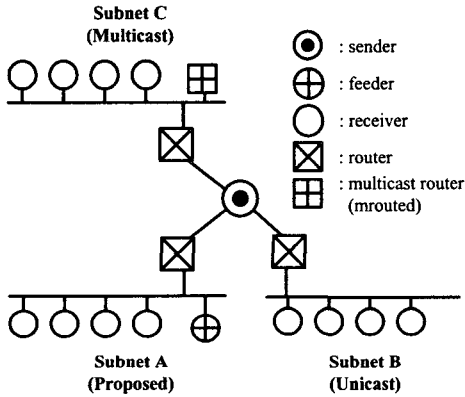 Subnet C
(Multicast)
: sender
: feeder
: receiver
: router
: multicast router
(mrouted)
Subnet A
(Proposed)
Subnet B
(Unicast)